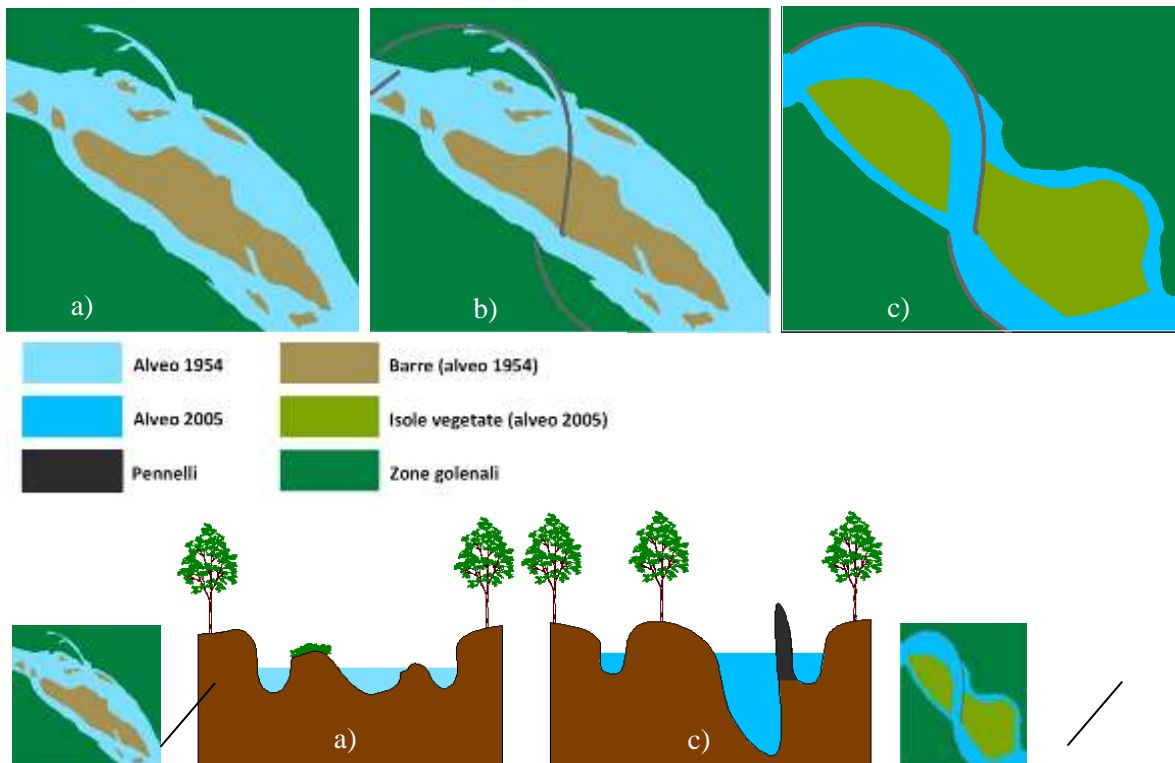 a)
b)
c)
Alveo 1954
Barre (alveo 1954)
Alveo 2005
Isole vegetate (alveo 2005)
Pennelli
Zone golenali
a)
c)